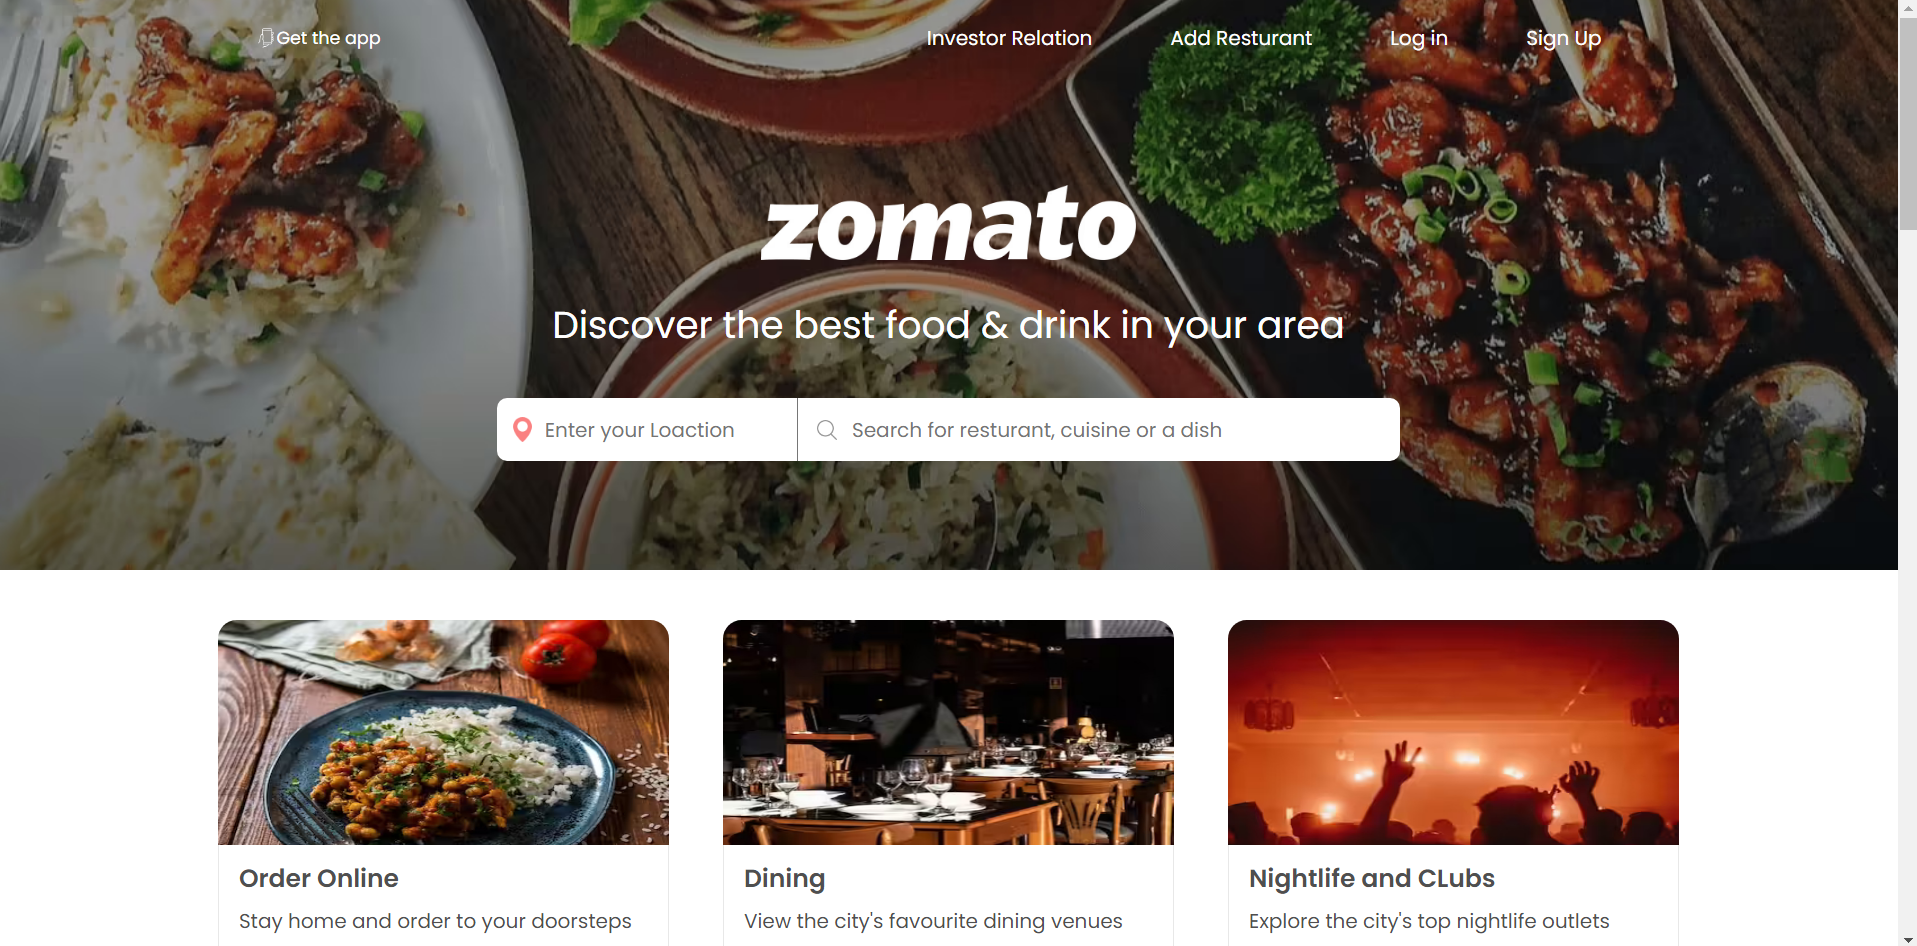 Get the app
Investor Relation
Add Resturant
Log in
Sign Up
zomato
Discover the best food & drink in your area
Enter your Loaction
Search for resturant, cuisine or a dish
Order Online
Stay home and order to your doorsteps
Dining
View the city's favourite dining venues
Nightlife and CLubs
Explore the city's top nightlife outlets